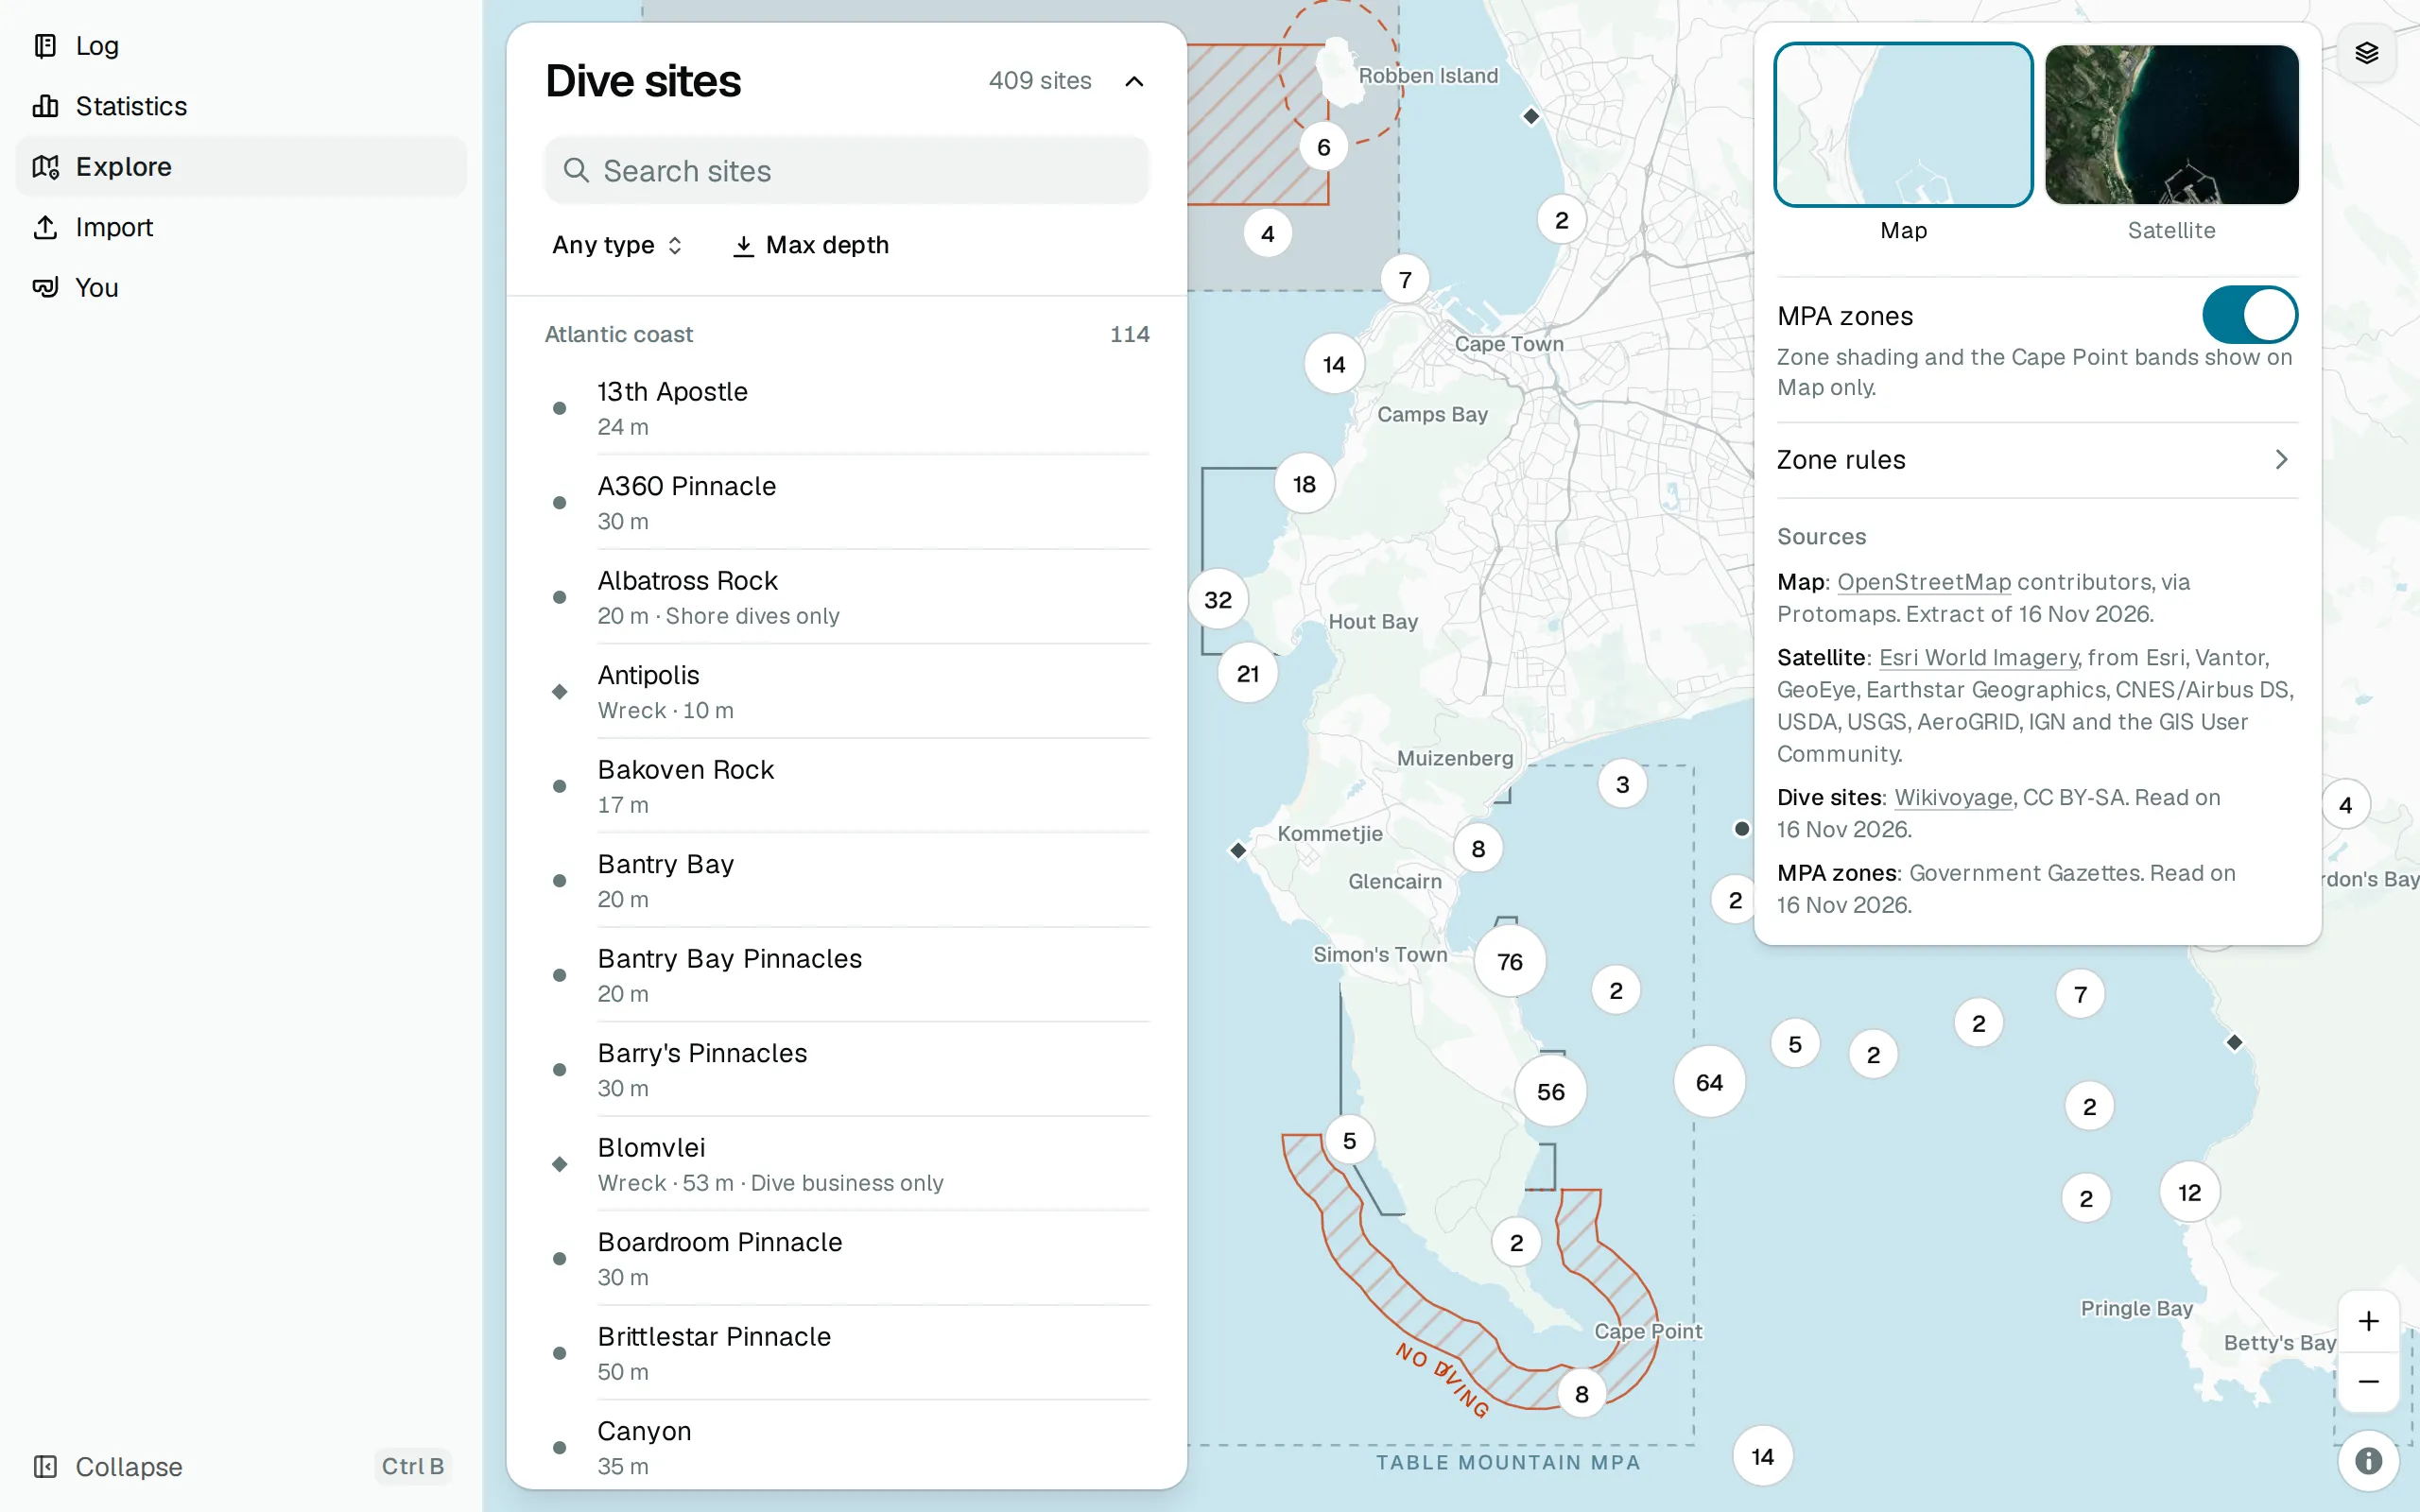 Log
Statistics
Explore
Import
You
Collapse
Ctrl B
Dive sites
409 sites
Search sites
Any type
Max depth
Atlantic coast
114
13th Apostle
24 m
A360 Pinnacle
30 m
Albatross Rock
20 m · Shore dives only
Antipolis
Wreck · 10 m
Bakoven Rock
17 m
Bantry Bay
20 m
Bantry Bay Pinnacles
20 m
Barry's Pinnacles
30 m
Blomvlei
Wreck · 53 m · Dive business only
Boardroom Pinnacle
30 m
Brittlestar Pinnacle
50 m
Canyon
35 m
Robben Island
6
4
2
7
Cape Town
14
Camps Bay
18
32
Hout Bay
21
Muizenberg
3
Kommetjie
8
Glencairn
2
Simon's Town
76
2
56
64
5
2
2
7
2
5
2
12
2
Cape Point
NO DIVING
8
Pringle Bay
Betty's Bay
14
TABLE MOUNTAIN MPA
4
rdon's Bay
Map
Satellite
MPA zones
Zone shading and the Cape Point bands show on
Map only.
Zone rules
Sources
Map: OpenStreetMap contributors, via
Protomaps. Extract of 16 Nov 2026.
Satellite: Esri World Imagery, from Esri, Vantor,
GeoEye, Earthstar Geographics, CNES/Airbus DS,
USDA, USGS, AeroGRID, IGN and the GIS User
Community.
Dive sites: Wikivoyage, CC BY-SA. Read on
16 Nov 2026.
MPA zones: Government Gazettes. Read on
16 Nov 2026.